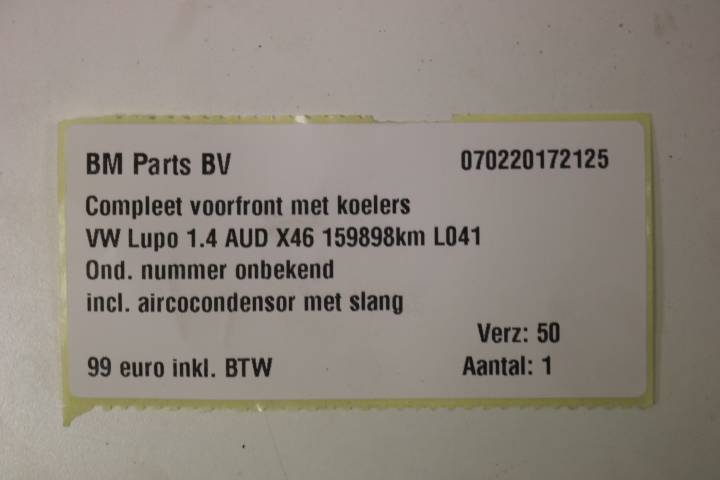 BM Parts BV 070220172125
Compleet voorfront met koelers
VW Lupo 1.4 AUD X46 159898km L041
Ond. nummer onbekend
incl. aircocondensor met slang
Verz: 50
99 euro inkl. BTW Aantal: 1